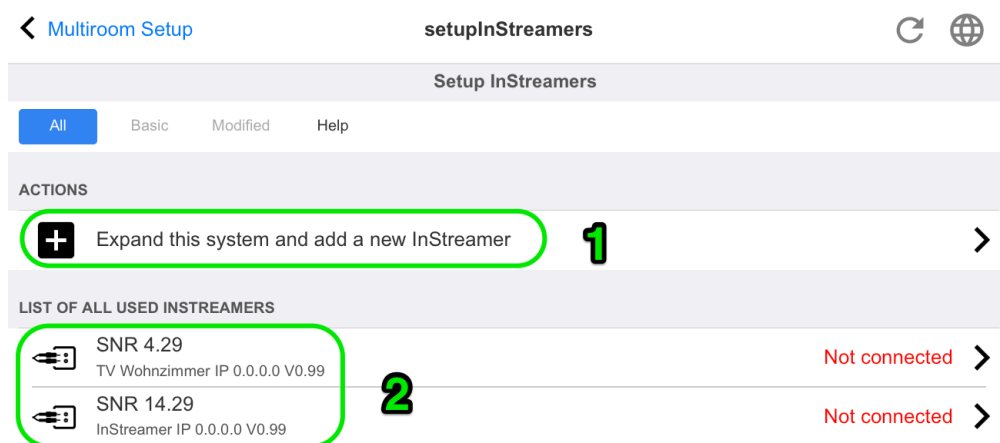 Multiroom Setup setupInStreamers
Setup InStreamers
All Basic Modified Help
ACTIONS
Expand this system and add a new InStreamer 1
LIST OF ALL USED INSTREAMERS
SNR 4.29
TV Wohnzimmer IP 0.0.0.0 V0.99
Not connected
2
SNR 14.29
InStreamer IP 0.0.0.0 V0.99
Not connected